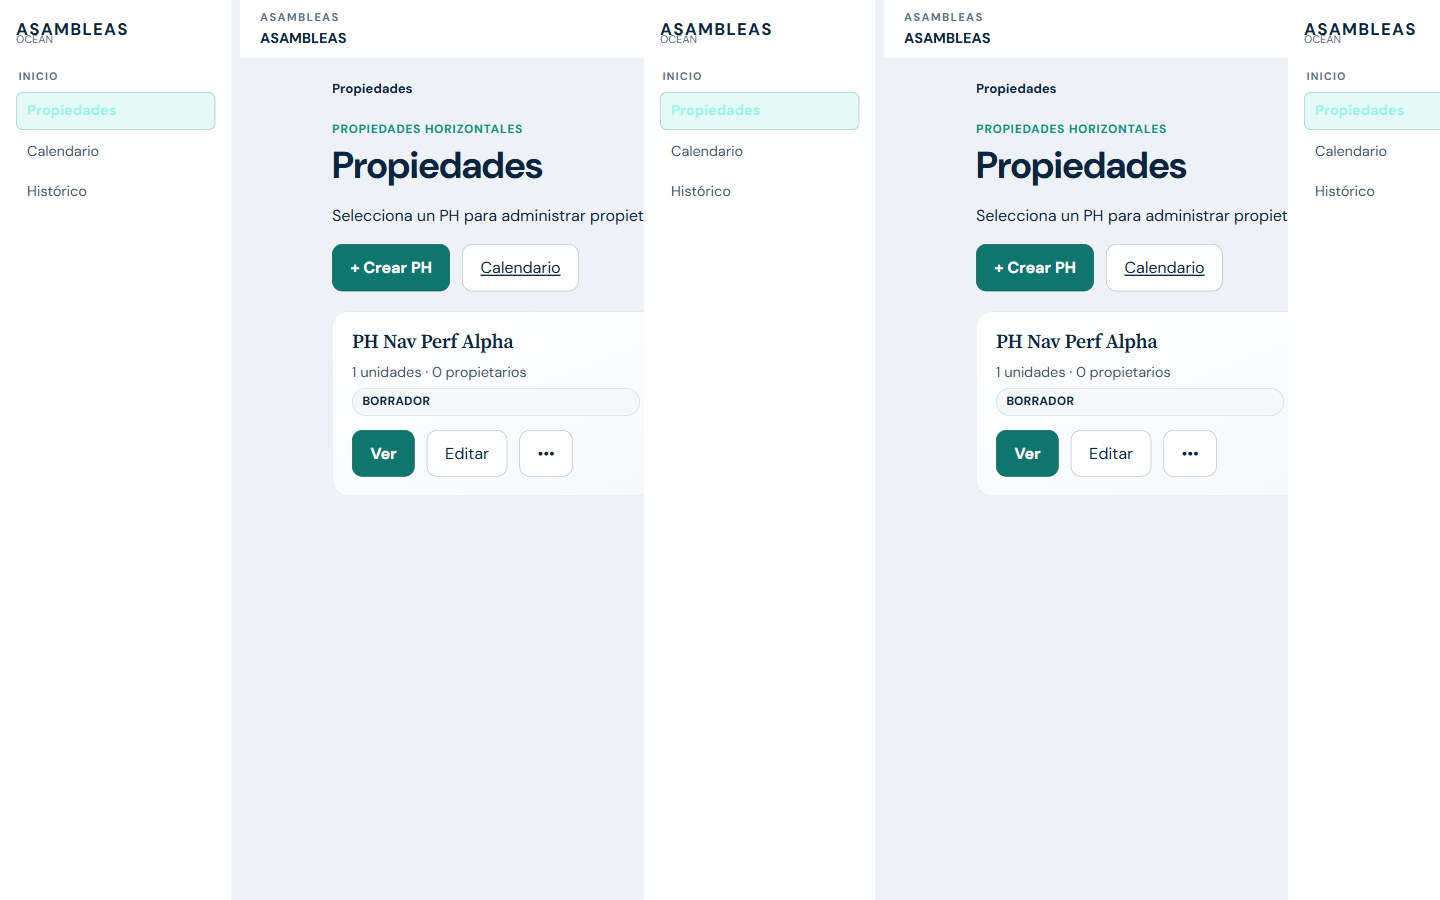 ASAMBLEAS
OCEAN
INICIO
Propiedades
Calendario
Histórico
ASAMBLEAS
ASAMBLEAS
Propiedades
PROPIEDADES HORIZONTALES
Propiedades
Selecciona un PH para administrar propiet
+ Crear PH
Calendario
PH Nav Perf Alpha
1 unidades · 0 propietarios
BORRADOR
Ver
Editar
•••
ASAMBLEAS
OCEAN
INICIO
Propiedades
Calendario
Histórico
ASAMBLEAS
ASAMBLEAS
Propiedades
PROPIEDADES HORIZONTALES
Propiedades
Selecciona un PH para administrar propiet
+ Crear PH
Calendario
PH Nav Perf Alpha
1 unidades · 0 propietarios
BORRADOR
Ver
Editar
•••
ASAMBLEAS
OCEAN
INICIO
Propiedades
Calendario
Histórico